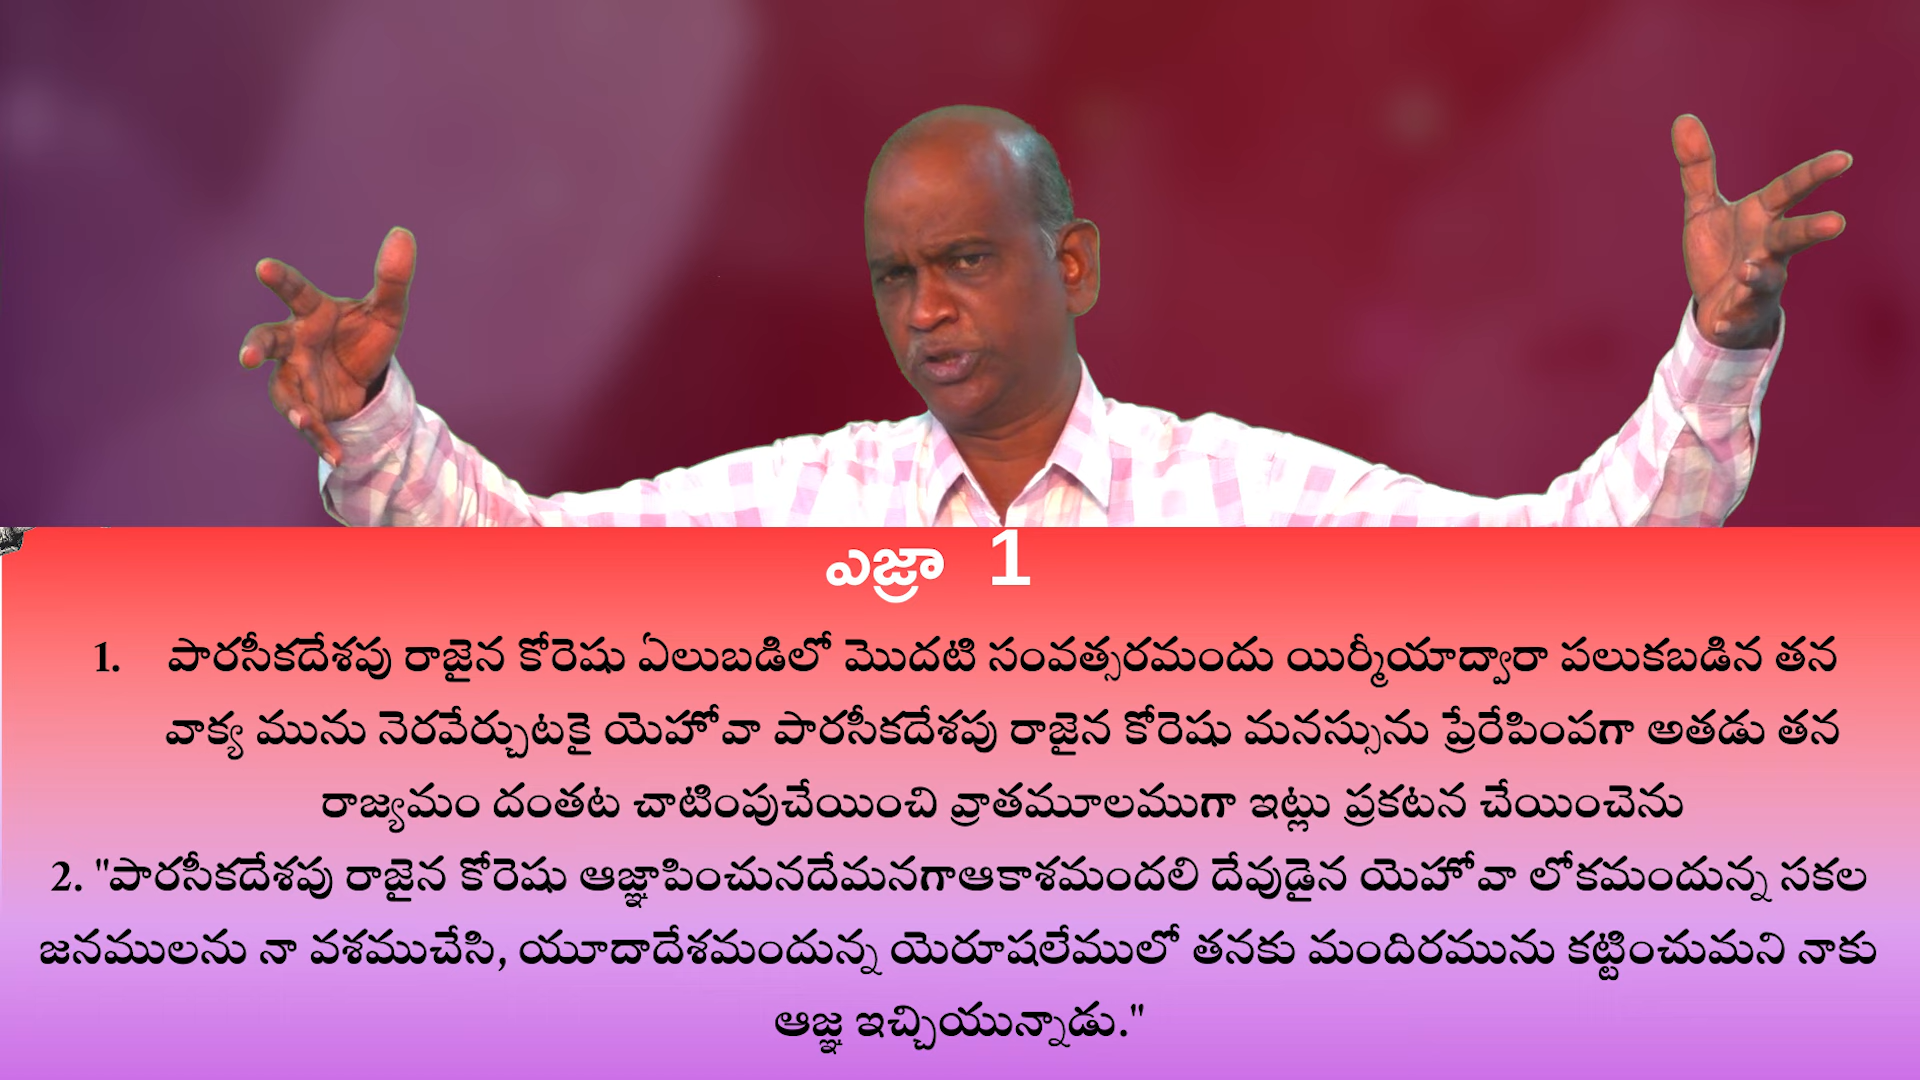 ఎజ్రా 1
1. పారసీకదేశపు రాజైన కోరెషు ఏలుబడిలో మొదటి సంవత్సరమందు యిర్మీయాద్వారా పలుకబడిన తన
వాక్య మును నెరవేర్చుటకై యెహోవా పారసీకదేశపు రాజైన కోరెషు మనస్సును ప్రేరేపింపగా అతడు తన
రాజ్యమం దంతట చాటింపుచేయించి వ్రాతమూలముగా ఇట్లు ప్రకటన చేయించెను
2. "పారసీకదేశపు రాజైన కోరెషు ఆజ్ఞాపించునదేమనగాఆకాశమందలి దేవుడైన యెహోవా లోకమందున్న సకల
జనములను నా వశముచేసి, యూదాదేశమందున్న యెరూషలేములో తనకు మందిరమును కట్టించుమని నాకు
ఆజ్ఞ ఇచ్చియున్నాడు."